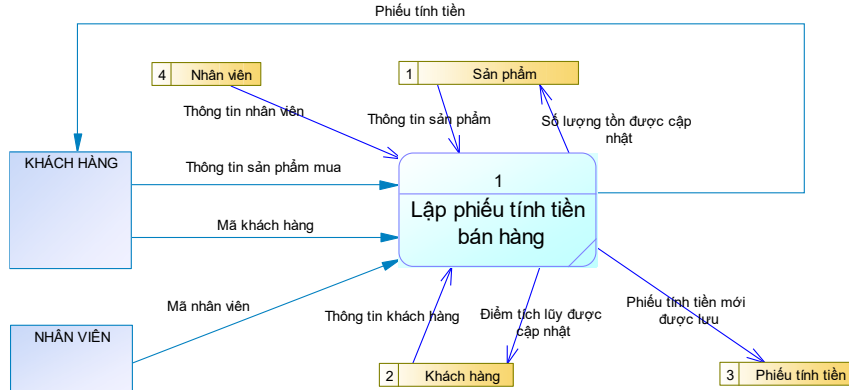 Phiếu tính tiền
4 Nhân viên
1 Sản phẩm
Thông tin nhân viên
Thông tin sản phẩm
Số lượng tồn được cập
nhật
KHÁCH HÀNG
Thông tin sản phẩm mua
1
Lập phiếu tính tiền
bán hàng
Mã khách hàng
Mã nhân viên
Thông tin khách hàng
Điểm tích lũy được
cập nhật
Phiếu tính tiền mới
được lưu
NHÂN VIÊN
2 Khách hàng
3 Phiếu tính tiền